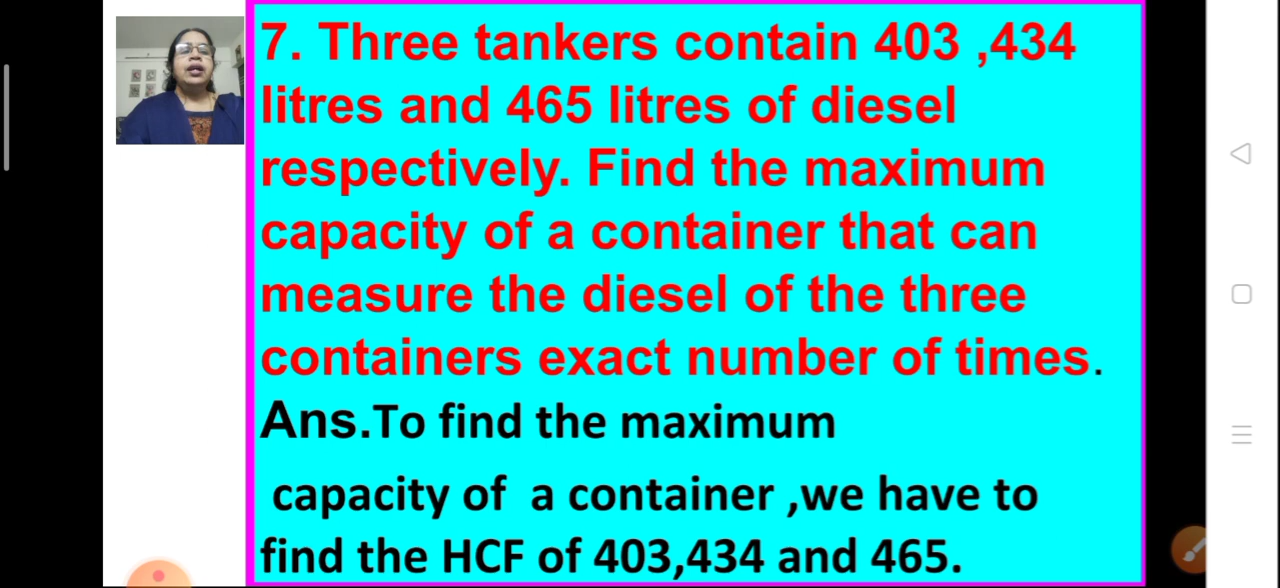 7. Three tankers contain 403 ,434
litres and 465 litres of diesel
respectively. Find the maximum
capacity of a container that can
measure the diesel of the three
containers exact number of times.
Ans.To find the maximum
capacity of a container ,we have to
find the HCF of 403,434 and 465.